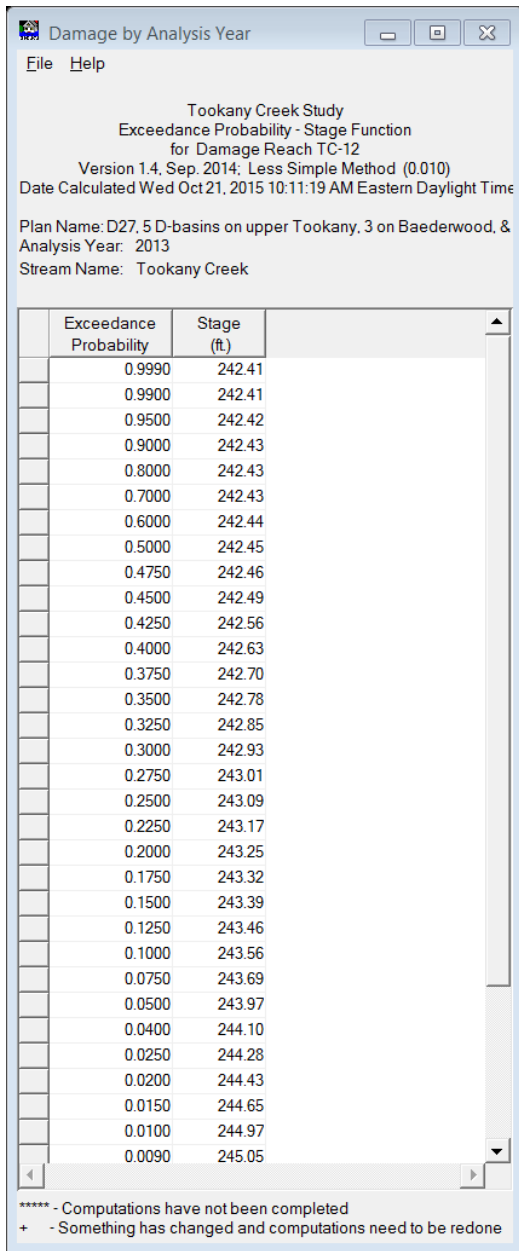 Damage by Analysis Year
File Help
Tookany Creek Study
Exceedance Probability - Stage Function
for Damage Reach TC-12
Version 1.4, Sep. 2014; Less Simple Method (0.010)
Date Calculated Wed Oct 21, 2015 10:11:19 AM Eastern Daylight Time
Plan Name: D27, 5 D-basins on upper Tookany, 3 on Baederwood, &
Analysis Year: 2013
Stream Name: Tookany Creek
Exceedance Stage
Probability (ft.)
0.9990 242.41
0.9900 242.41
0.9500 242.42
0.9000 242.43
0.8000 242.43
0.7000 242.43
0.6000 242.44
0.5000 242.45
0.4750 242.46
0.4500 242.49
0.4250 242.56
0.4000 242.63
0.3750 242.70
0.3500 242.78
0.3250 242.85
0.3000 242.93
0.2750 243.01
0.2500 243.09
0.2250 243.17
0.2000 243.25
0.1750 243.32
0.1500 243.39
0.1250 243.46
0.1000 243.56
0.0750 243.69
0.0500 243.97
0.0400 244.10
0.0250 244.28
0.0200 244.43
0.0150 244.65
0.0100 244.97
0.0090 245.05
***** - Computations have not been completed
+ - Something has changed and computations need to be redone